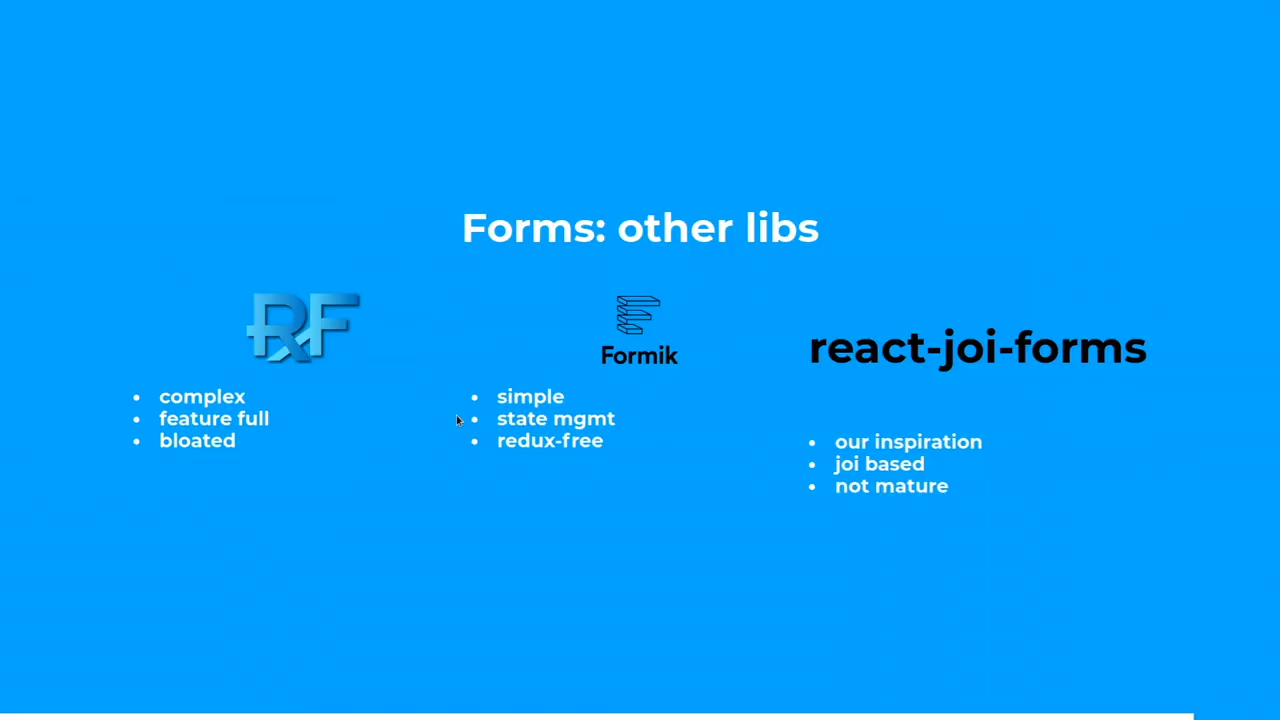 Forms: other libs
RF
complex
feature full
bloated
Formik
simple
state mgmt
redux-free
react-joi-forms
our inspiration
joi based
not mature